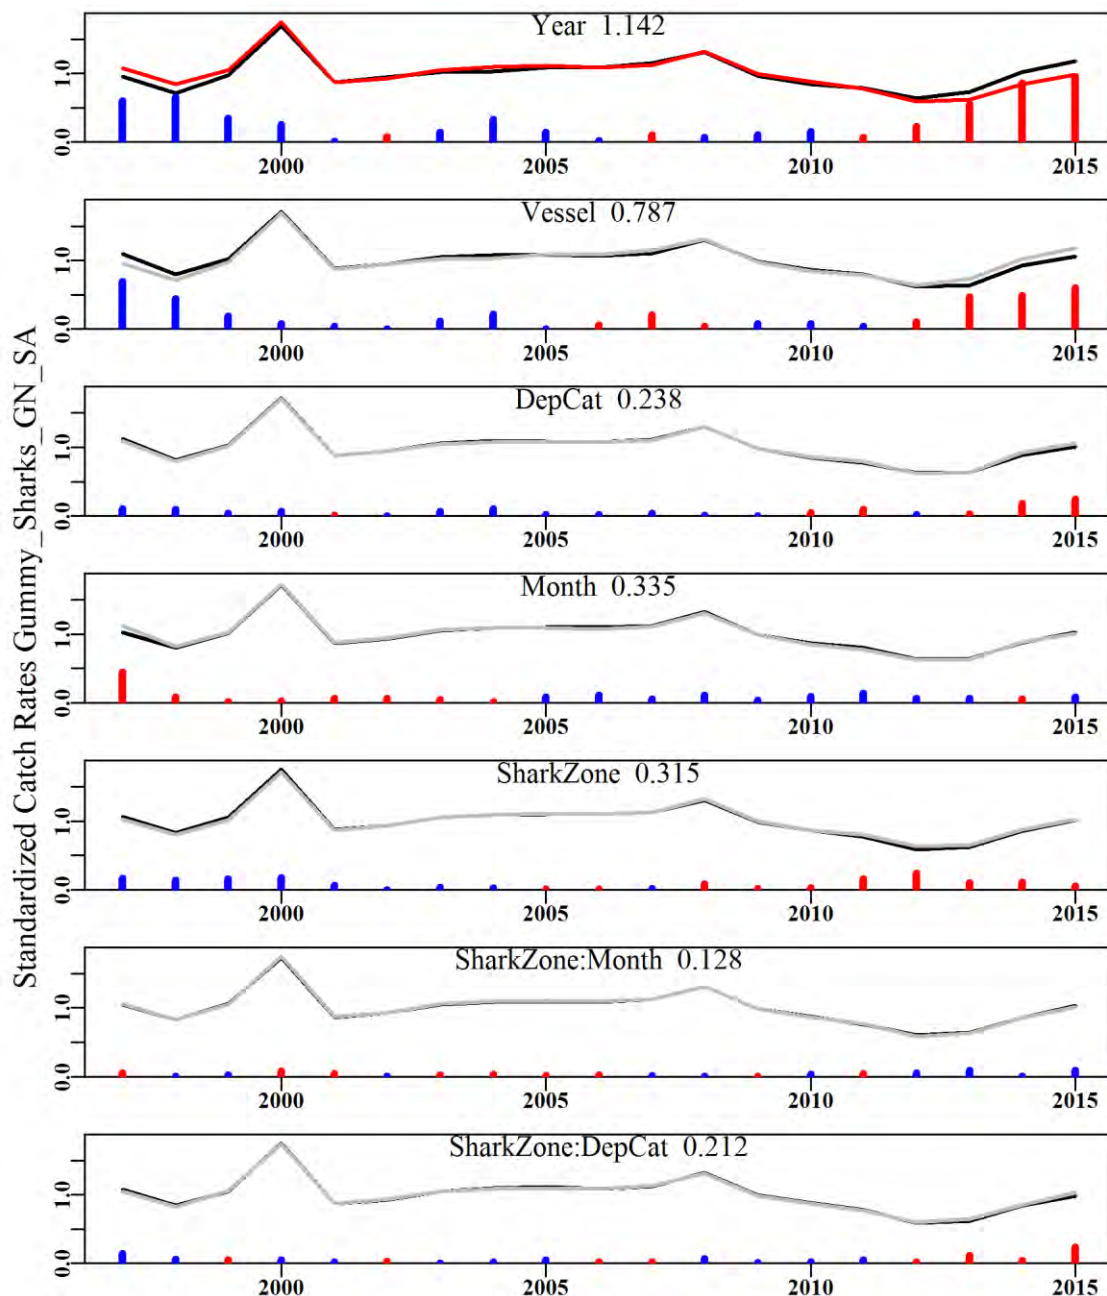 Standardized Catch Rates Gummy_Sharks_GN_SA
Year 1.142
1.0
0.0
2000 2005 2010 2015
Vessel 0.787
1.0
0.0
2000 2005 2010 2015
DepCat 0.238
1.0
0.0
2000 2005 2010 2015
Month 0.335
1.0
0.0
2000 2005 2010 2015
SharkZone 0.315
1.0
0.0
2000 2005 2010 2015
SharkZone:Month 0.128
1.0
0.0
2000 2005 2010 2015
SharkZone:DepCat 0.212
1.0
0.0
2000 2005 2010 2015